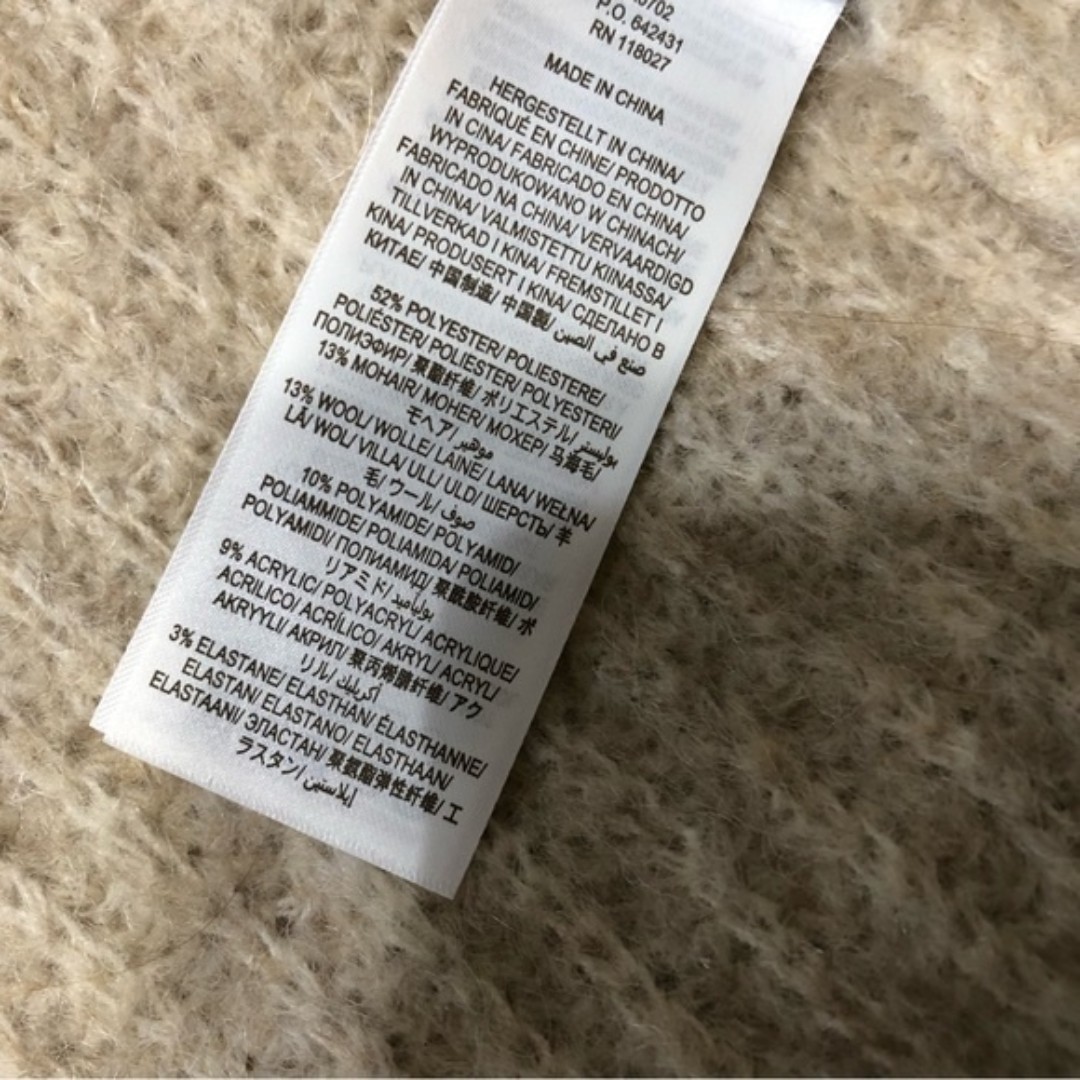 P.O. 642431
RN 118027
MADE IN CHINA
HERGESTELLT IN CHINA/
FABRIQUÉ EN CHINE/ PRODOTTO
IN CINA/ FABRICADO EN CHINA/
WYPRODUKOWANO W CHINACH/
FABRICADO NA CHINA/ VERVAARDIGD
IN CHINA/ VALMISTETTU KIINASSA/
TILLVERKAD I KINA/ FREMSTILLET I
KINA/ PRODUSERT I KINA/ СДЕЛАНО В
КИТАЕ/ 中国制造/ 中国製/ صنع في الصين
52% POLYESTER/ POLIESTERE/
POLIÉSTER/ POLIESTER/ POLYESTERI/
ПОЛИЭФИР/ 聚酯纤维/ ポリエステル/ بوليستر
13% MOHAIR/ MOHER/ МОХЕР/ 马海毛/
モヘア/ موهير
13% WOOL/ WOLLE/ LAINE/ LANA/ WEŁNA/
LÃ/ WOL/ VILLA/ ULL/ ULD/ ШЕРСТЬ/ 羊
毛/ ウール/ صوف
10% POLYAMIDE/ POLYAMID/
POLIAMMIDE/ POLIAMIDA/ POLIAMID/
POLYAMIDI/ ПОЛИАМИД/ 聚酰胺纤维/ ポ
リアミド/ بولياميد
9% ACRYLIC/ POLYACRYL/ ACRYLIQUE/
ACRILICO/ ACRÍLICO/ AKRYL/ ACRYL/
AKRYYLI/ АКРИЛ/ 聚丙烯腈纤维/ アク
リル/ أكريليك
3% ELASTANE/ ELASTHAN/ ÉLASTHANNE/
ELASTAN/ ELASTANO/ ELASTHAAN/
ELASTAANI/ ЭЛАСТАН/ 聚氨酯弹性纤维/ エ
ラスタン/ إيلاستين